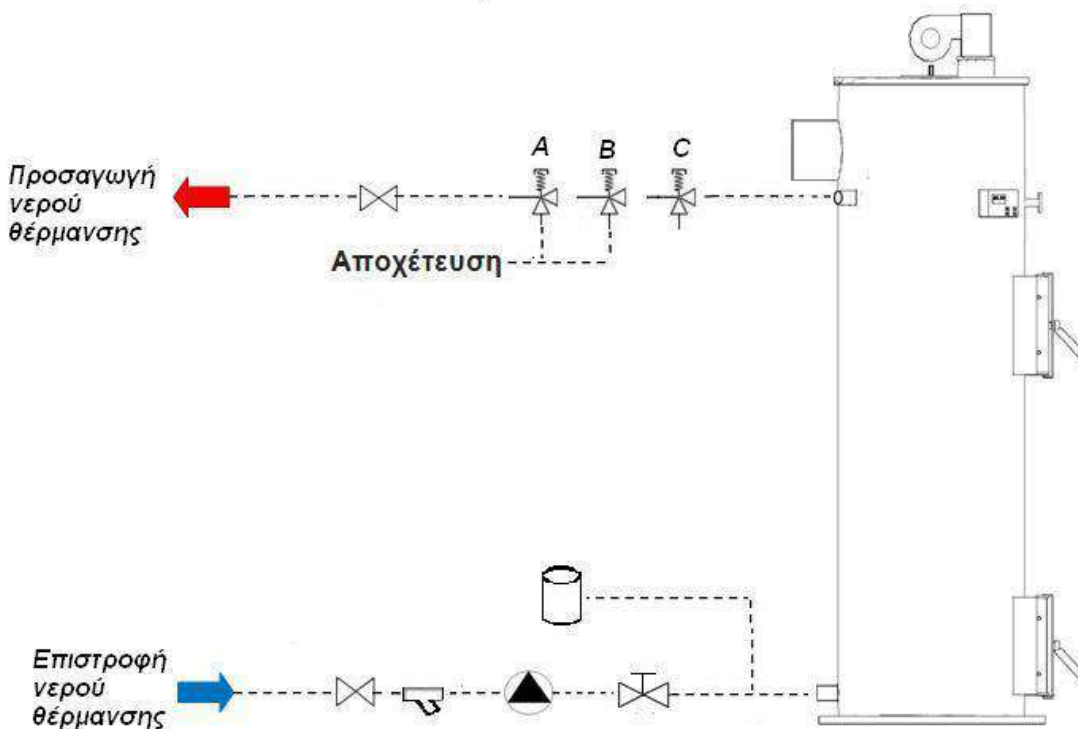 A B C
Προσαγωγή
νερού
θέρμανσης
Αποχέτευση
Επιστροφή
νερού
θέρμανσης